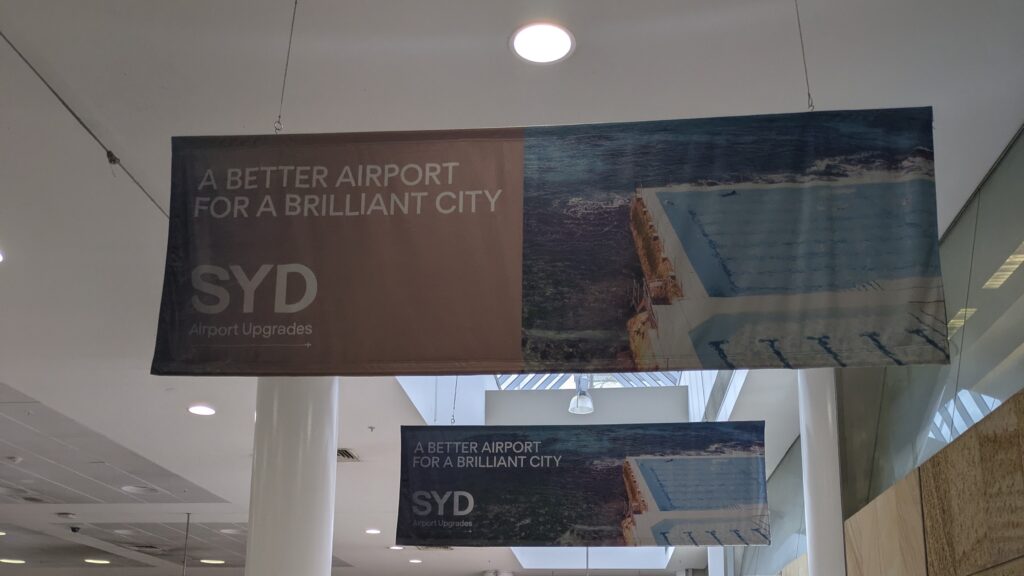 A BETTER AIRPORT
FOR A BRILLIANT CITY
SYD
Airport Upgrades
A BETTER AIRPORT
FOR A BRILLIANT CITY
SYD
Airport Upgrades